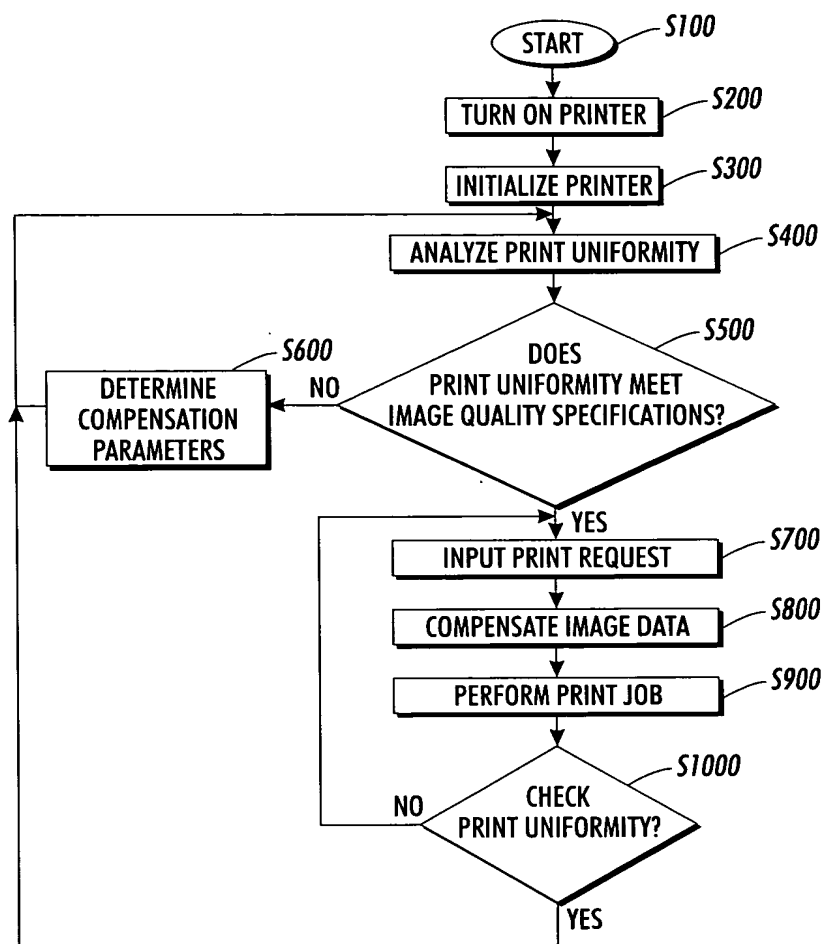 START
S100
TURN ON PRINTER
S200
INITIALIZE PRINTER
S300
ANALYZE PRINT UNIFORMITY
S400
DOES
PRINT UNIFORMITY MEET
IMAGE QUALITY SPECIFICATIONS?
S500
NO
DETERMINE
COMPENSATION
PARAMETERS
S600
YES
INPUT PRINT REQUEST
S700
COMPENSATE IMAGE DATA
S800
PERFORM PRINT JOB
S900
CHECK
PRINT UNIFORMITY?
S1000
NO
YES